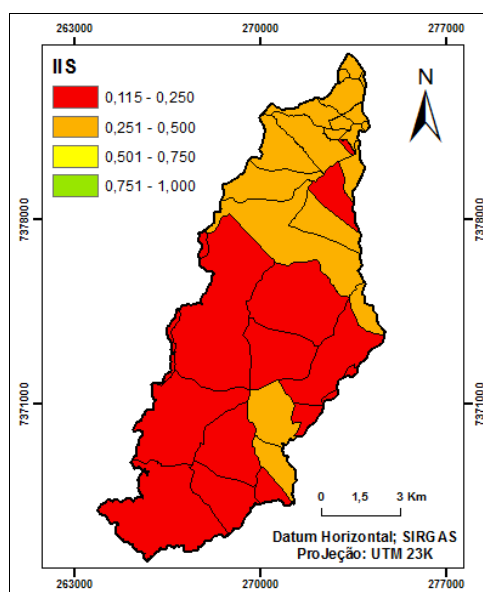 263000 270000 277000
IIS
0,115 - 0,250
0,251 - 0,500
0,501 - 0,750
0,751 - 1,000
N
7378000 7378000
7371000 7371000
0 1,5 3 Km
Datum Horizontal; SIRGAS
ProJeção: UTM 23K
263000 270000 277000